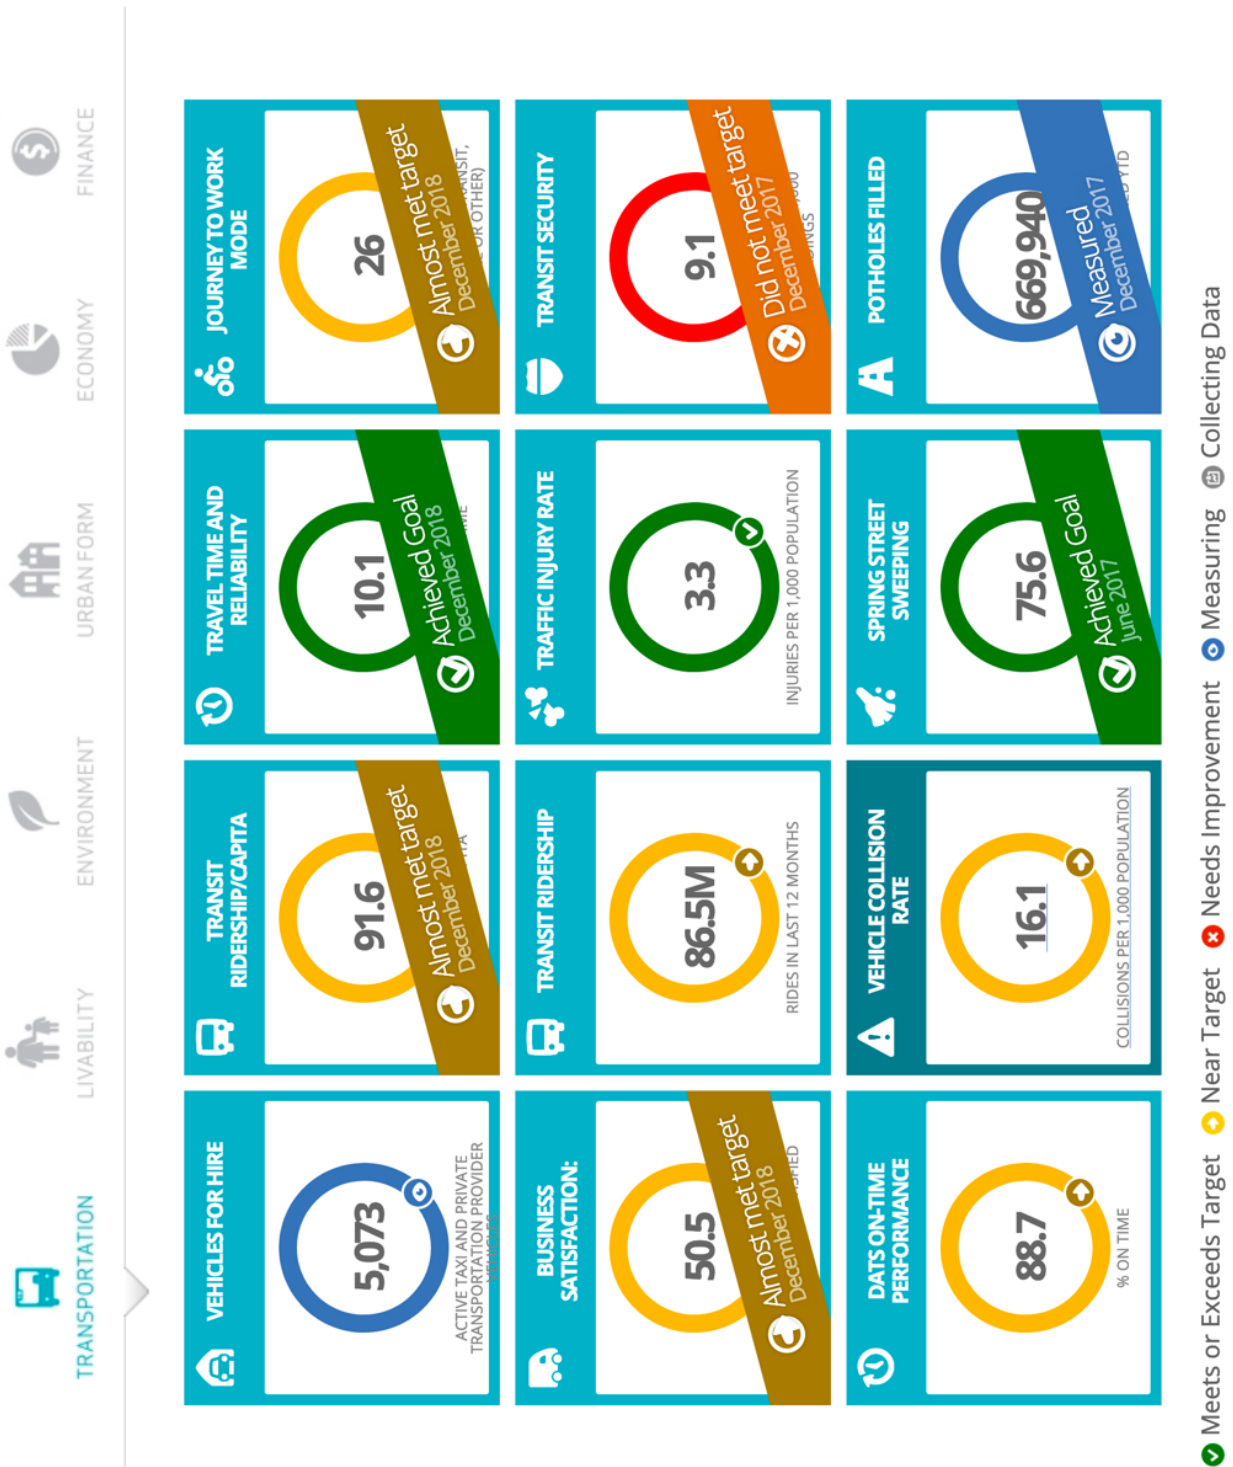 TRANSPORTATION
LIVABILITY
ENVIRONMENT
URBAN FORM
ECONOMY
FINANCE
VEHICLES FOR HIRE
5,073
ACTIVE TAXI AND PRIVATE
TRANSPORTATION PROVIDER
VEHICLES
TRANSIT
RIDERSHIP/CAPITA
91.6
Almost met target
December 2018
TRAVEL TIME AND
RELIABILITY
10.1
Achieved Goal
December 2018
JOURNEY TO WORK
MODE
26
OR OTHER)
Almost met target
December 2018
BUSINESS
SATISFACTION:
50.5
Almost met target
December 2018
TRANSIT RIDERSHIP
86.5M
RIDES IN LAST 12 MONTHS
TRAFFIC INJURY RATE
3.3
INJURIES PER 1,000 POPULATION
TRANSIT SECURITY
9.1
Did not meet target
December 2017
DATS ON-TIME
PERFORMANCE
88.7
% ON TIME
VEHICLE COLLISION
RATE
16.1
COLLISIONS PER 1,000 POPULATION
SPRING STREET
SWEEPING
75.6
Achieved Goal
June 2017
POTHOLES FILLED
669,940
YTD
Measured
December 2017
Meets or Exceeds Target Near Target Needs Improvement Measuring Collecting Data